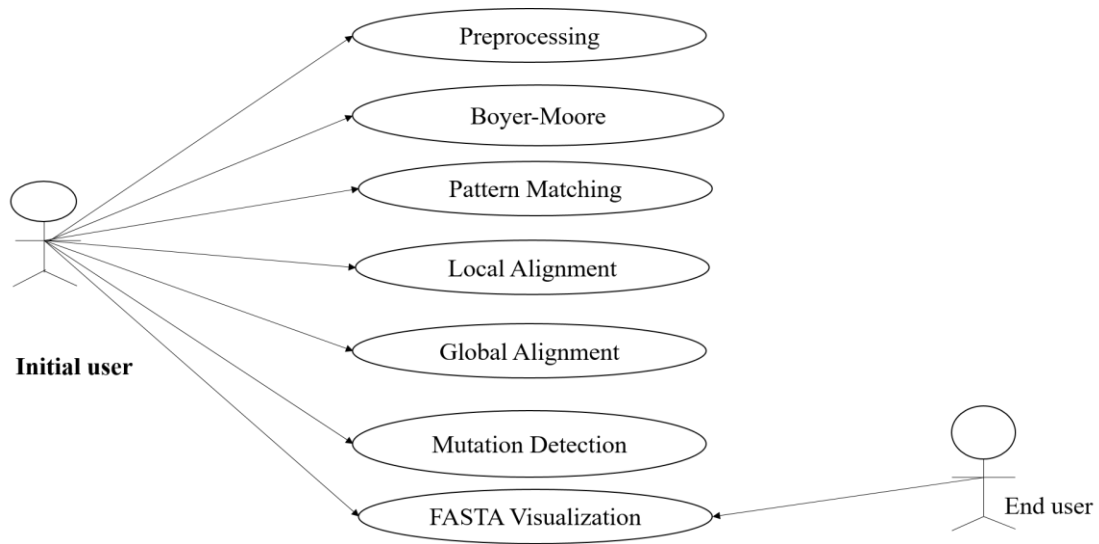 Preprocessing
Boyer-Moore
Pattern Matching
Local Alignment
Global Alignment
Initial user
Mutation Detection
FASTA Visualization
End user